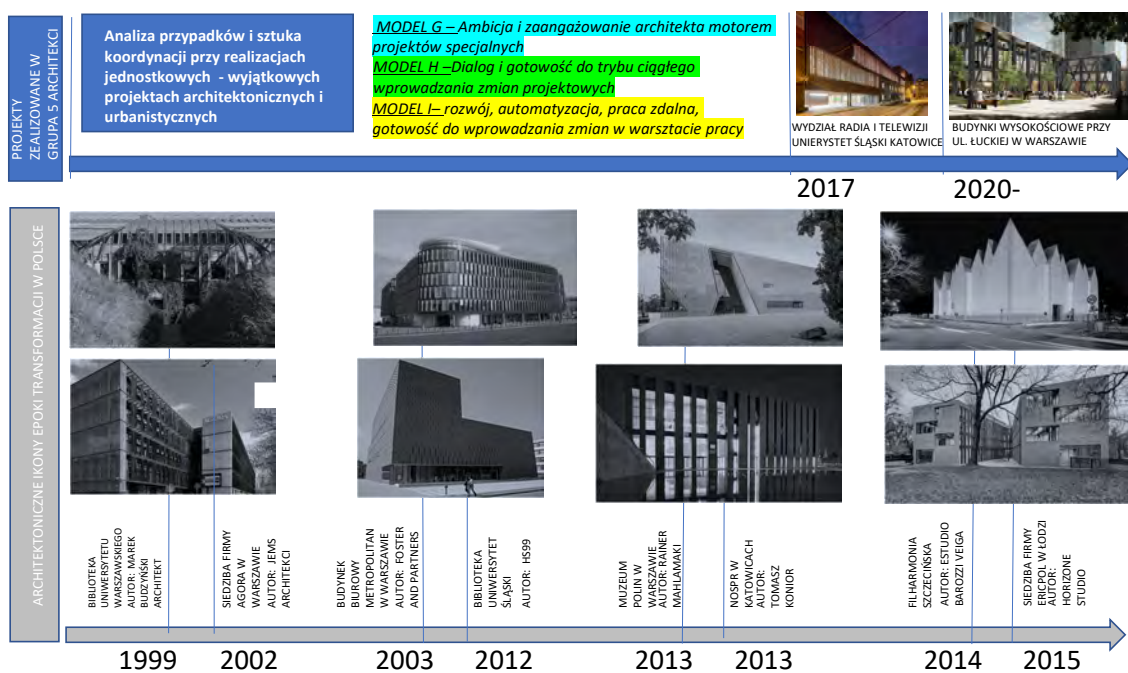 PROJEKTY
ZEALIZOWANE W
GRUPA 5 ARCHITEKCI
Analiza przypadków i sztuka
koordynacji przy realizacjach
jednostkowych - wyjątkowych
projektach architektonicznych i
urbanistycznych
MODEL G – Ambicja i zaangażowanie architekta motorem
projektów specjalnych
MODEL H –Dialog i gotowość do trybu ciągłego
wprowadzania zmian projektowych
MODEL I– rozwój, automatyzacja, praca zdalna,
gotowość do wprowadzania zmian w warsztacie pracy
WYDZIAŁ RADIA I TELEWIZJI
UNIERYSTET ŚLĄSKI KATOWICE
BUDYNKI WYSOKOŚCIOWE PRZY
UL. ŁUCKIEJ W WARSZAWIE
2017
2020-
ARCHITEKTONICZNE IKONY EPOKI TRANSFORMACJI W POLSCE
BIBLIOTEKA
UNIWERSYTETU
WARSZAWSKIEGO
AUTOR: MAREK
BUDZYŃSKI
ARCHITEKT
SIEDZIBA FIRMY
AGORA W
WARSZAWIE
AUTOR: JEMS
ARCHITEKCI
BUDYNEK
BIUROWY
METROPOLITAN
W WARSZAWIE
AUTOR: FOSTER
AND PARTNERS
BIBLIOTEKA
UNIWERSYTET
ŚLĄSKI
AUTOR: HS99
MUZEUM
POLIN W
WARSZAWIE
AUTOR: RAINER
MAHLAMAKI
NOSPR W
KATOWICACH
AUTOR:
TOMASZ
KONIOR
FILHARMONIA
SZCZECIŃSKA
AUTOR: ESTUDIO
BAROZZI VEIGA
SIEDZIBA FIRMY
ERICPOL W ŁODZI
AUTOR:
HORIZONE
STUDIO
1999
2002
2003
2012
2013
2013
2014
2015